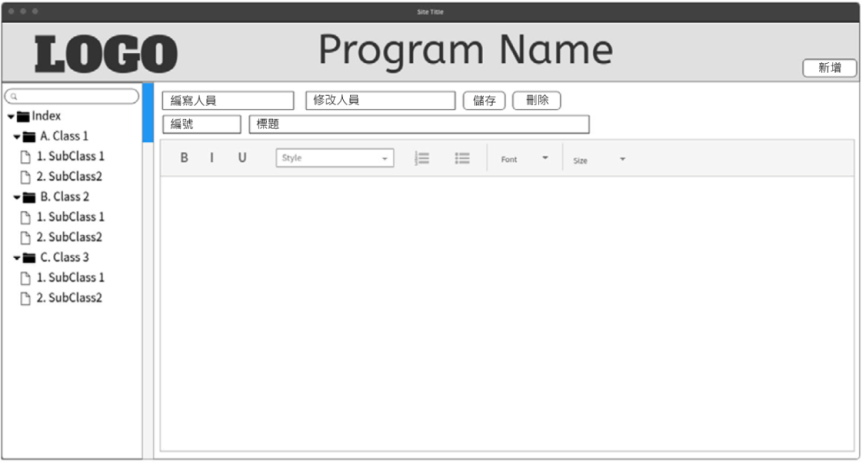 Site Title
LOGO
Program Name
新增
Index
A. Class 1
1. SubClass 1
2. SubClass2
B. Class 2
1. SubClass 1
2. SubClass2
C. Class 3
1. SubClass 1
2. SubClass2
編寫人員 修改人員 儲存 刪除
編號 標題
B I U Style Font Size